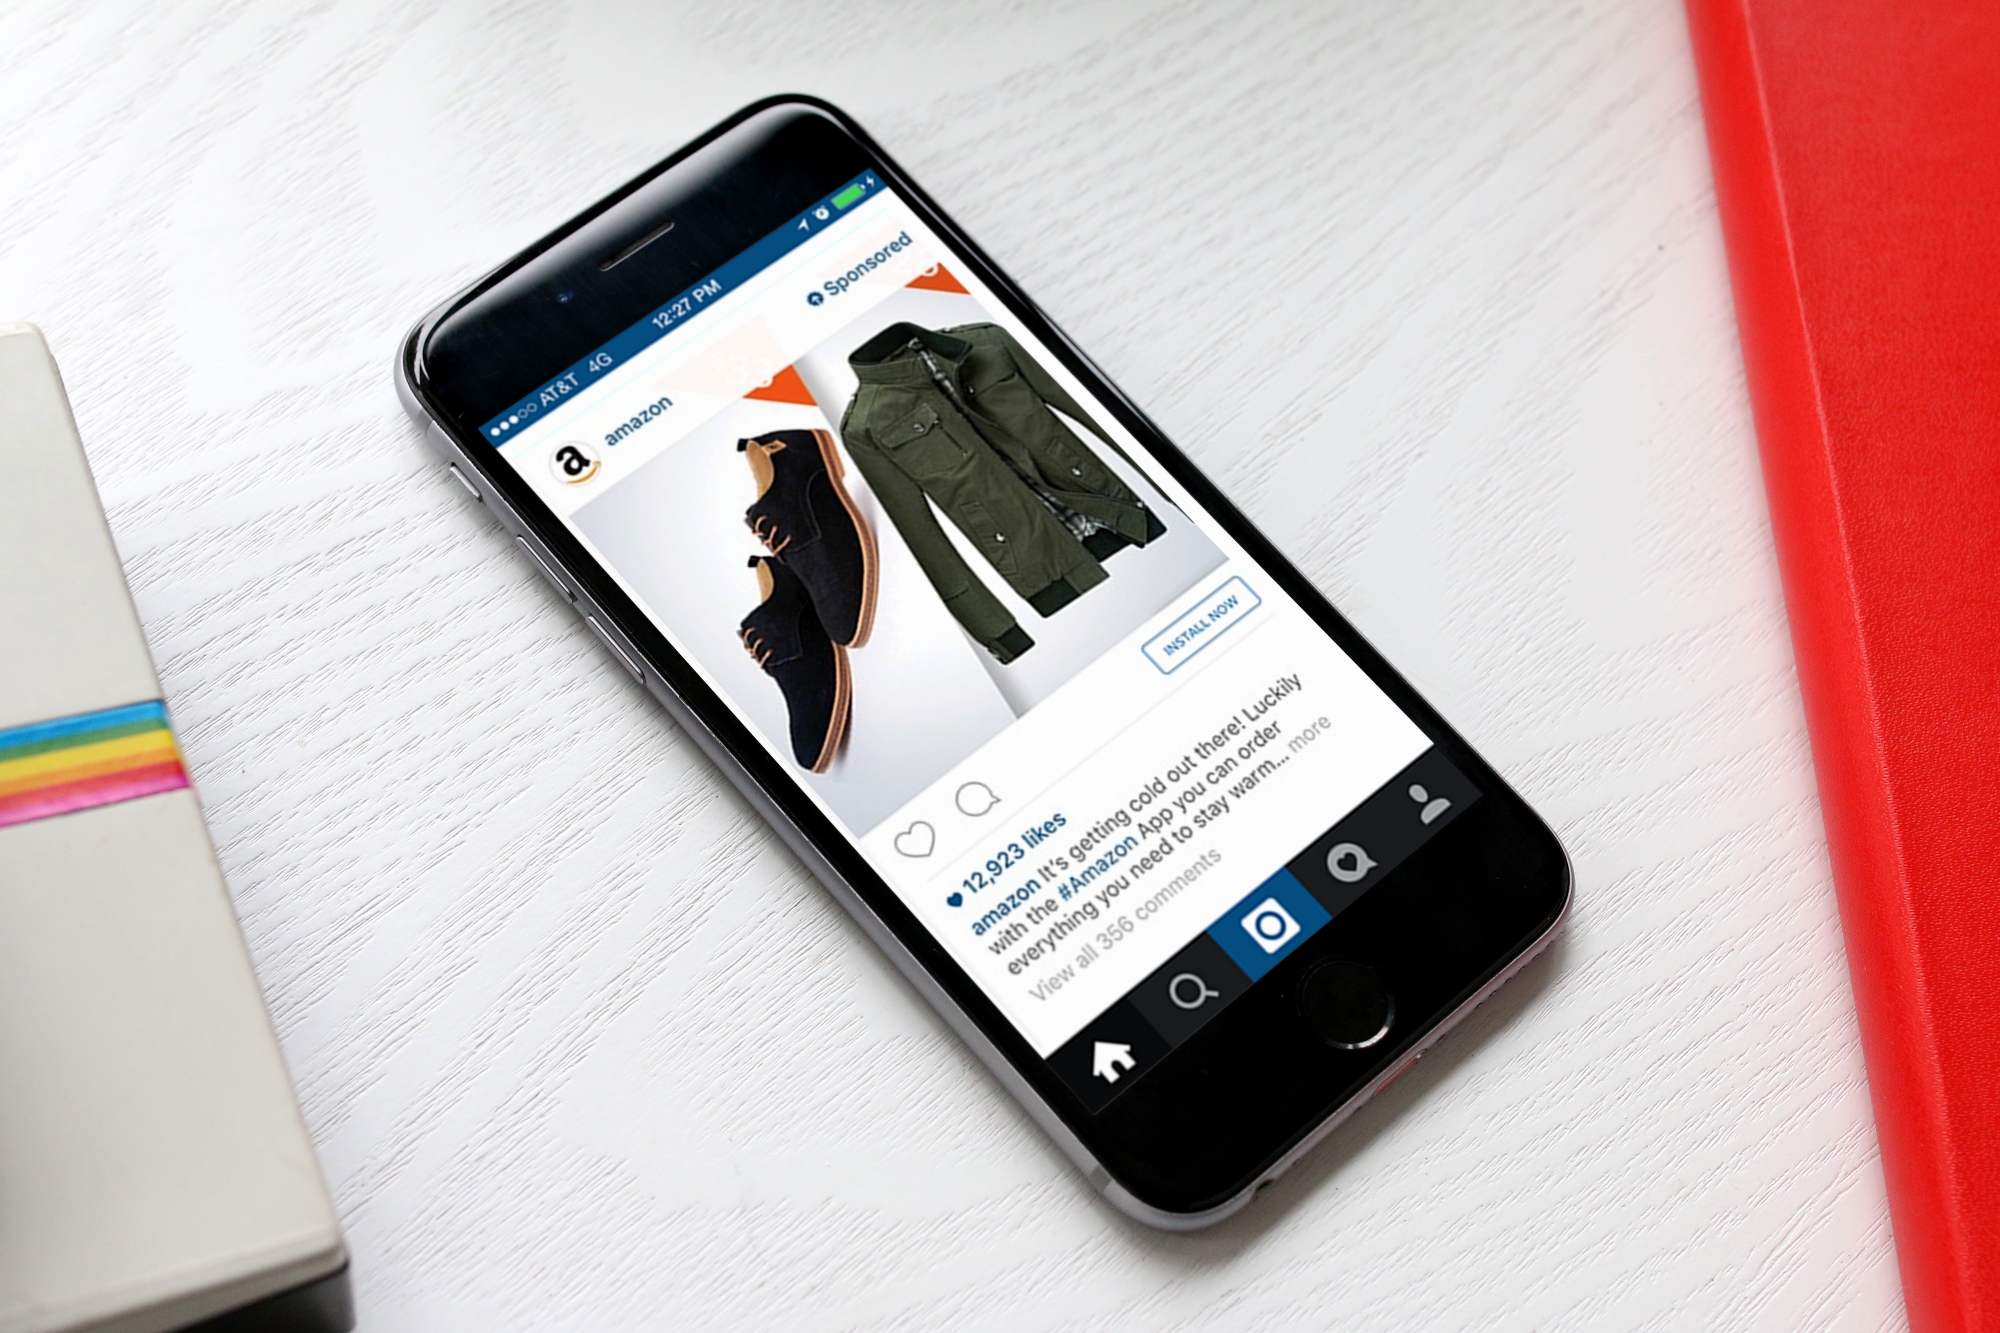 AT&T 4G 12:27 PM
amazon Sponsored
33
INSTALL NOW
12,923 likes
amazon It's getting cold out there! Luckily
with the #Amazon App you can order
everything you need to stay warm... more
View all 356 comments